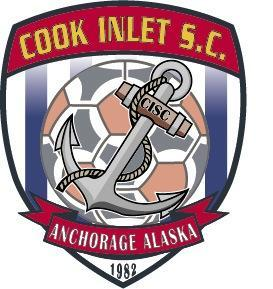 COOK INLET S.C.
CISC
ANCHORAGE ALASKA
1982